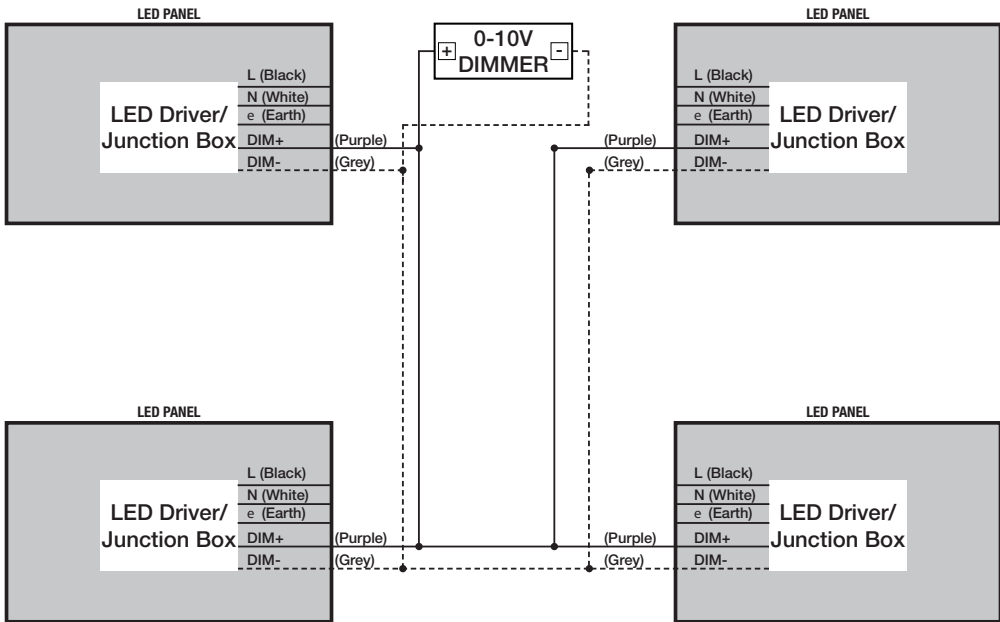 LED PANEL
L (Black)
N (White)
e (Earth)
LED Driver/
Junction Box
DIM+
(Purple)
DIM-
(Grey)
0-10V
+
DIMMER
-
LED PANEL
L (Black)
N (White)
e (Earth)
LED Driver/
Junction Box
(Purple)
DIM+
(Grey)
DIM-
LED PANEL
L (Black)
N (White)
e (Earth)
LED Driver/
Junction Box
DIM+
(Purple)
DIM-
(Grey)
LED PANEL
L (Black)
N (White)
e (Earth)
LED Driver/
Junction Box
(Purple)
DIM+
(Grey)
DIM-